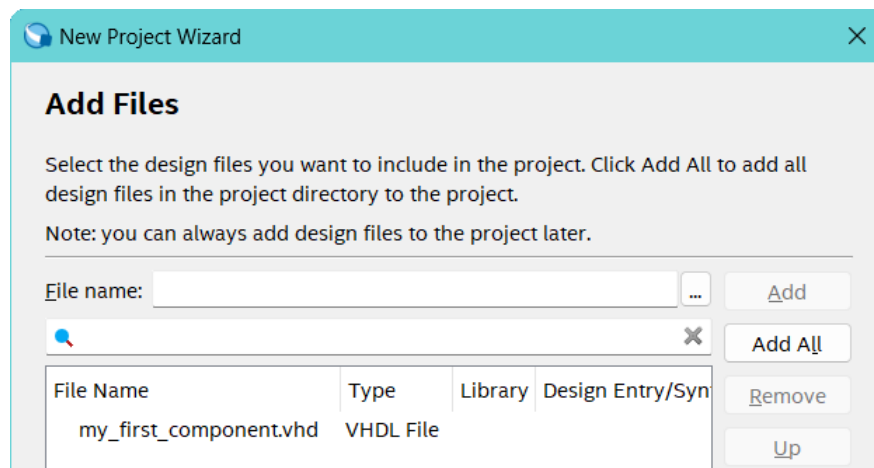 New Project Wizard
Add Files
Select the design files you want to include in the project. Click Add All to add all
design files in the project directory to the project.
Note: you can always add design files to the project later.
File name: ... Add
Add All
File Name Type Library Design Entry/Syn
Remove
my_first_component.vhd VHDL File
Up